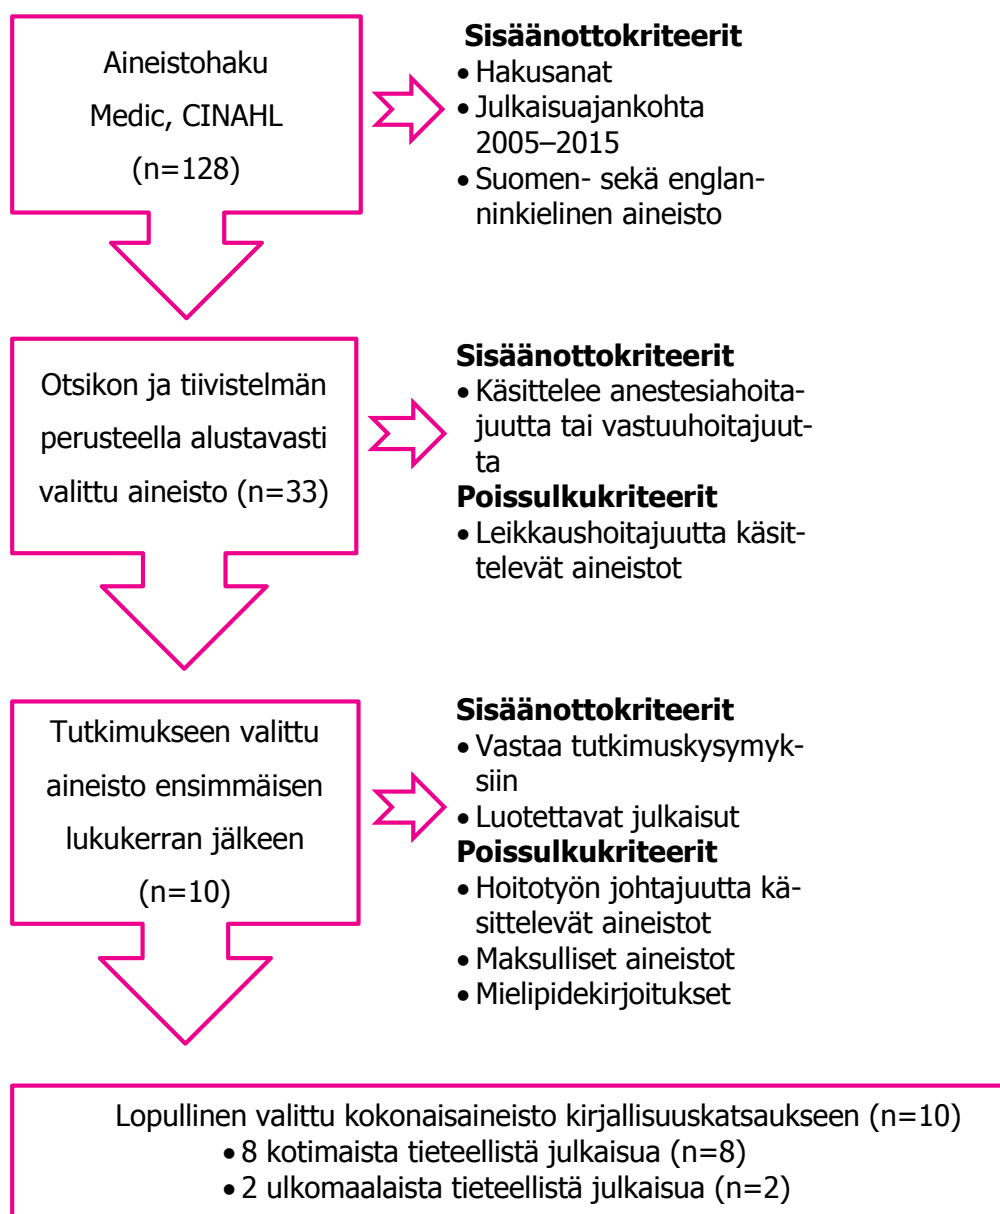 Aineistohaku
Medic, CINAHL
(n=128)
Sisäänottokriteerit
• Hakusanat
• Julkaisuajankohta
2005–2015
• Suomen- sekä englan-
ninkielinen aineisto
Otsikon ja tiivistelmän
perusteella alustavasti
valittu aineisto (n=33)
Sisäänottokriteerit
• Käsittelee anestesiahoita-
juutta tai vastuuhoitajuut-
ta
Poissulkukriteerit
• Leikkaushoitajuutta käsit-
televät aineistot
Tutkimukseen valittu
aineisto ensimmäisen
lukukerran jälkeen
(n=10)
Sisäänottokriteerit
• Vastaa tutkimuskysymyk-
siin
• Luotettavat julkaisut
Poissulkukriteerit
• Hoitotyön johtajuutta kä-
sittelevät aineistot
• Maksulliset aineistot
• Mielipidekirjoitukset
Lopullinen valittu kokonaisaineisto kirjallisuuskatsaukseen (n=10)
• 8 kotimaista tieteellistä julkaisua (n=8)
• 2 ulkomaalaista tieteellistä julkaisua (n=2)